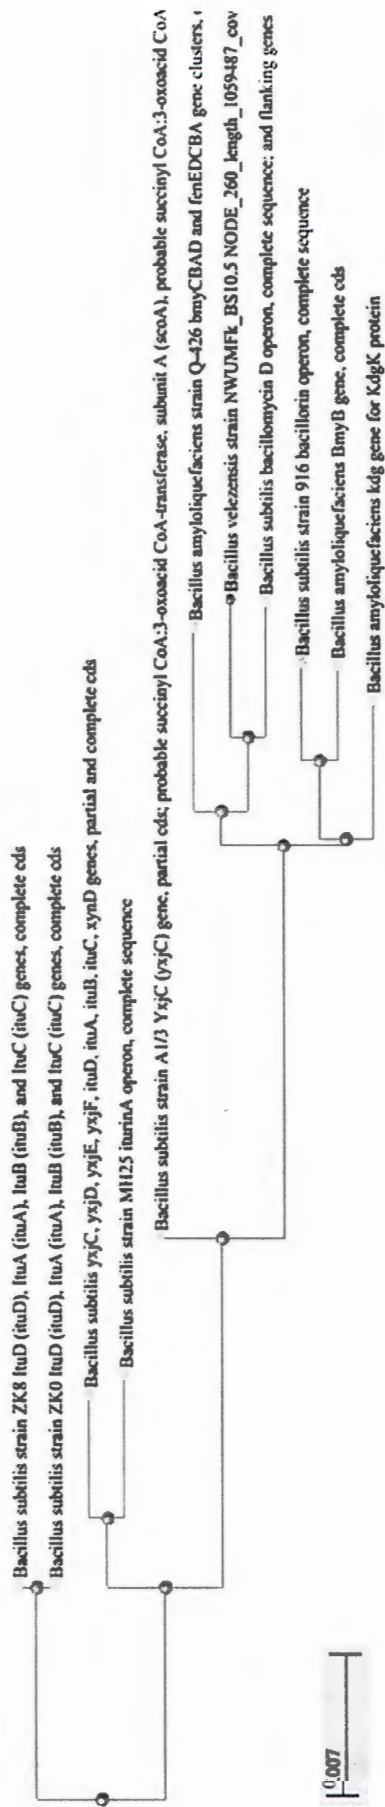 Bacillus subtilis strain ZK8 ItuD (ituD), ItuA (ituA), ItuB (ituB), and ItuC (ituC) genes, complete cds
Bacillus subtilis strain ZK0 ItuD (ituD), ItuA (ituA), ItuB (ituB), and ItuC (ituC) genes, complete cds
Bacillus subtilis yxjC, yxjD, yxjE, yxjF, ituD, ituA, ituB, ituC, xynD genes, partial and complete cds
Bacillus subtilis strain MH25 iturinA operon, complete sequence
Bacillus subtilis strain A1/3 YxjC (yxjC) gene, partial cds; probable succinyl CoA:3-oxoacid CoA-transferase, subunit A (scoA), probable succinyl CoA:3-oxoacid CoA
Bacillus amyloliquefaciens strain Q-426 bmyCBAD and fenEDCBA gene clusters,
Bacillus velezensis strain NWUMFk_BS10.5 NODE_260_length_1059487_cov
Bacillus subtilis bacillomycin D operon, complete sequence; and flanking genes
Bacillus subtilis strain 916 bacillorin operon, complete sequence
Bacillus amyloliquefaciens BmyB gene, complete cds
Bacillus amyloliquefaciens kdg gene for KdgK protein
0.007